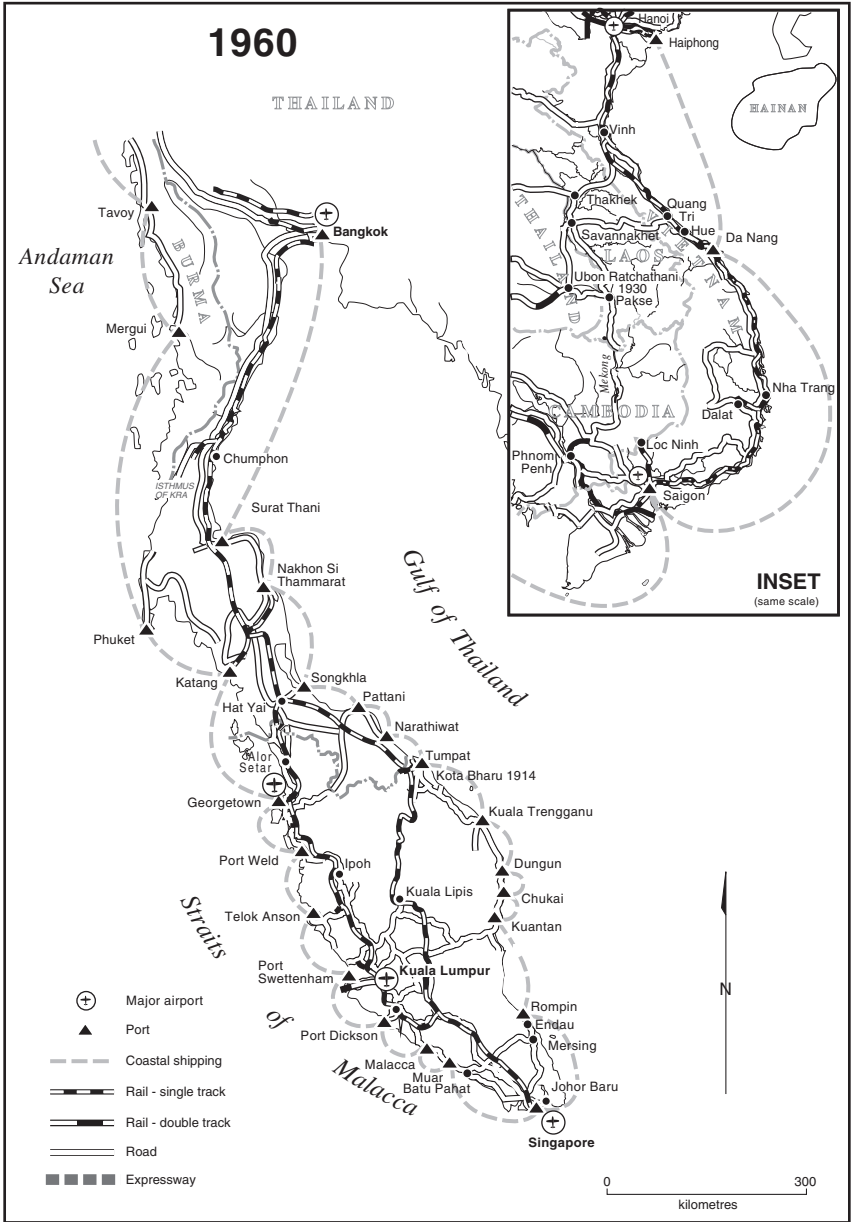 1960
THAILAND
Tavoy
Bangkok
Andaman
Sea
BURMA
Mergui
Chumphon
ISTHMUS
OF KRA
Surat Thani
Nakhon Si
Thammarat
Phuket
Gulf of Thailand
Katang
Songkhla
Hat Yai
Pattani
Narathiwat
Alor
Setar
Tumpat
Kota Bharu 1914
Georgetown
Kuala Trengganu
Port Weld
Ipoh
Dungun
Kuala Lipis
Chukai
Telok Anson
Kuantan
Straits
of
Malacca
Port
Swettenham
Kuala Lumpur
Rompin
Endau
Port Dickson
Mersing
Malacca
Muar
Batu Pahat
Johor Baru
Singapore
Major airport
Port
Coastal shipping
Rail - single track
Rail - double track
Road
Expressway
N
0 300
kilometres
Hanoi
Haiphong
HAINAN
Vinh
Thakhek
Quang
Tri
Hue
Savannakhet
Da Nang
THAILAND
LAOS
VIETNAM
Ubon Ratchathani
1930
Pakse
Mekong
Nha Trang
Dalat
CAMBODIA
Loc Ninh
Phnom
Penh
Saigon
INSET
(same scale)